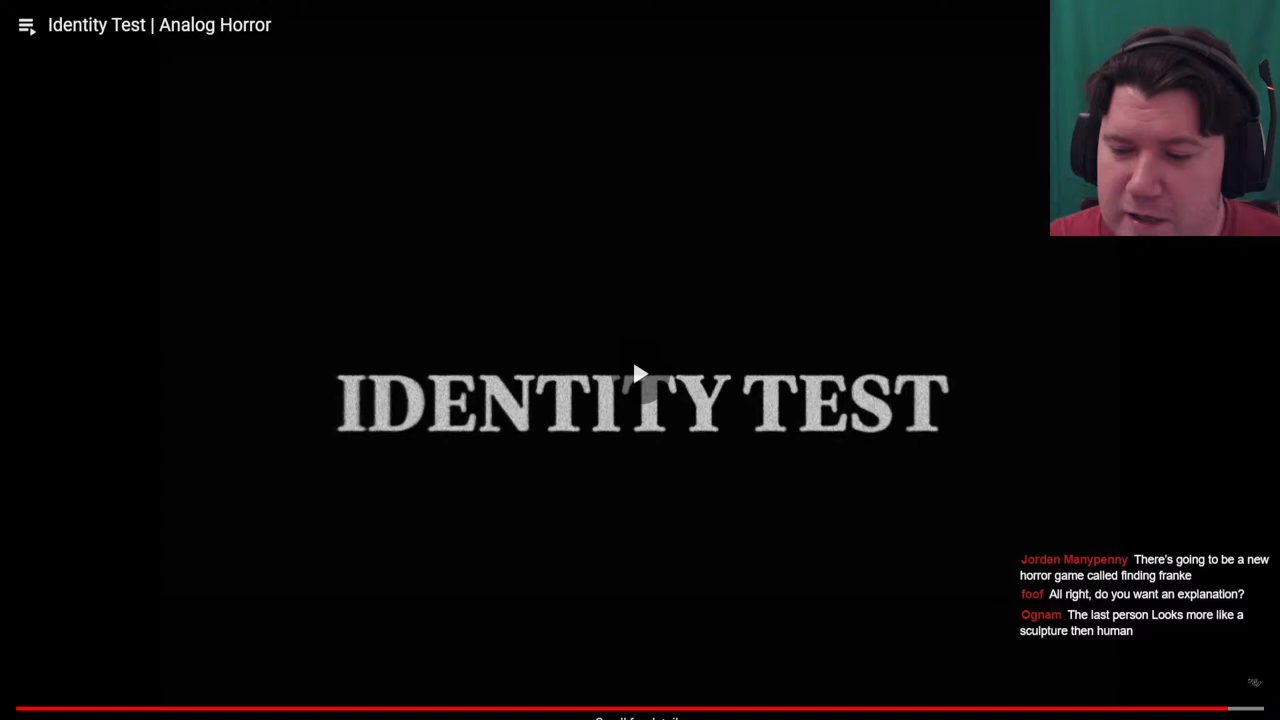 Identity Test | Analog Horror
IDENTITY TEST
Jordan Manypenny There's going to be a new
horror game called finding franke
foof All right, do you want an explanation?
Ognam The last person Looks more like a
sculpture then human